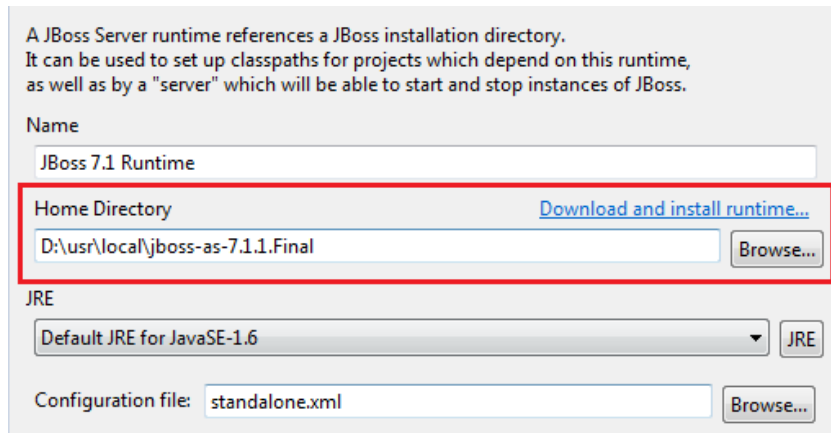 A JBoss Server runtime references a JBoss installation directory.
It can be used to set up classpaths for projects which depend on this runtime,
as well as by a "server" which will be able to start and stop instances of JBoss.
Name
JBoss 7.1 Runtime
Home Directory Download and install runtime...
D:\usr\local\jboss-as-7.1.1.Final Browse...
JRE
Default JRE for JavaSE-1.6 JRE
Configuration file: standalone.xml Browse...